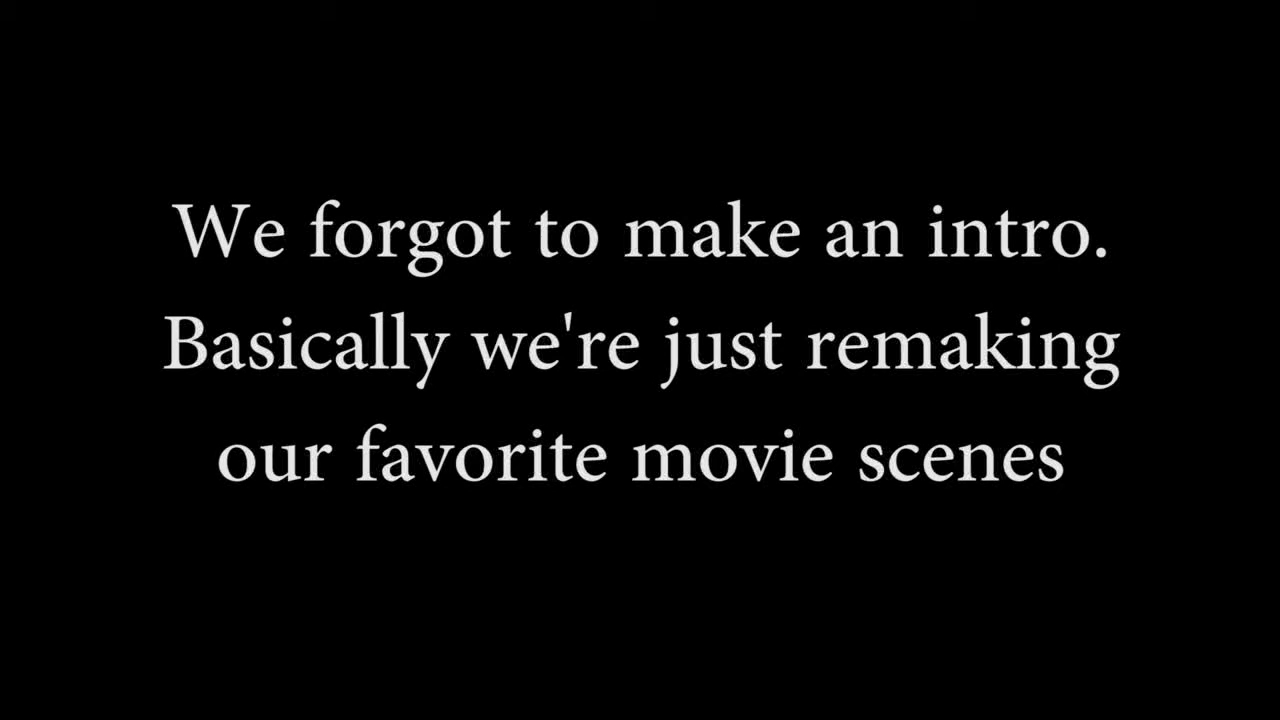 We forgot to make an intro.
Basically we're just remaking
our favorite movie scenes